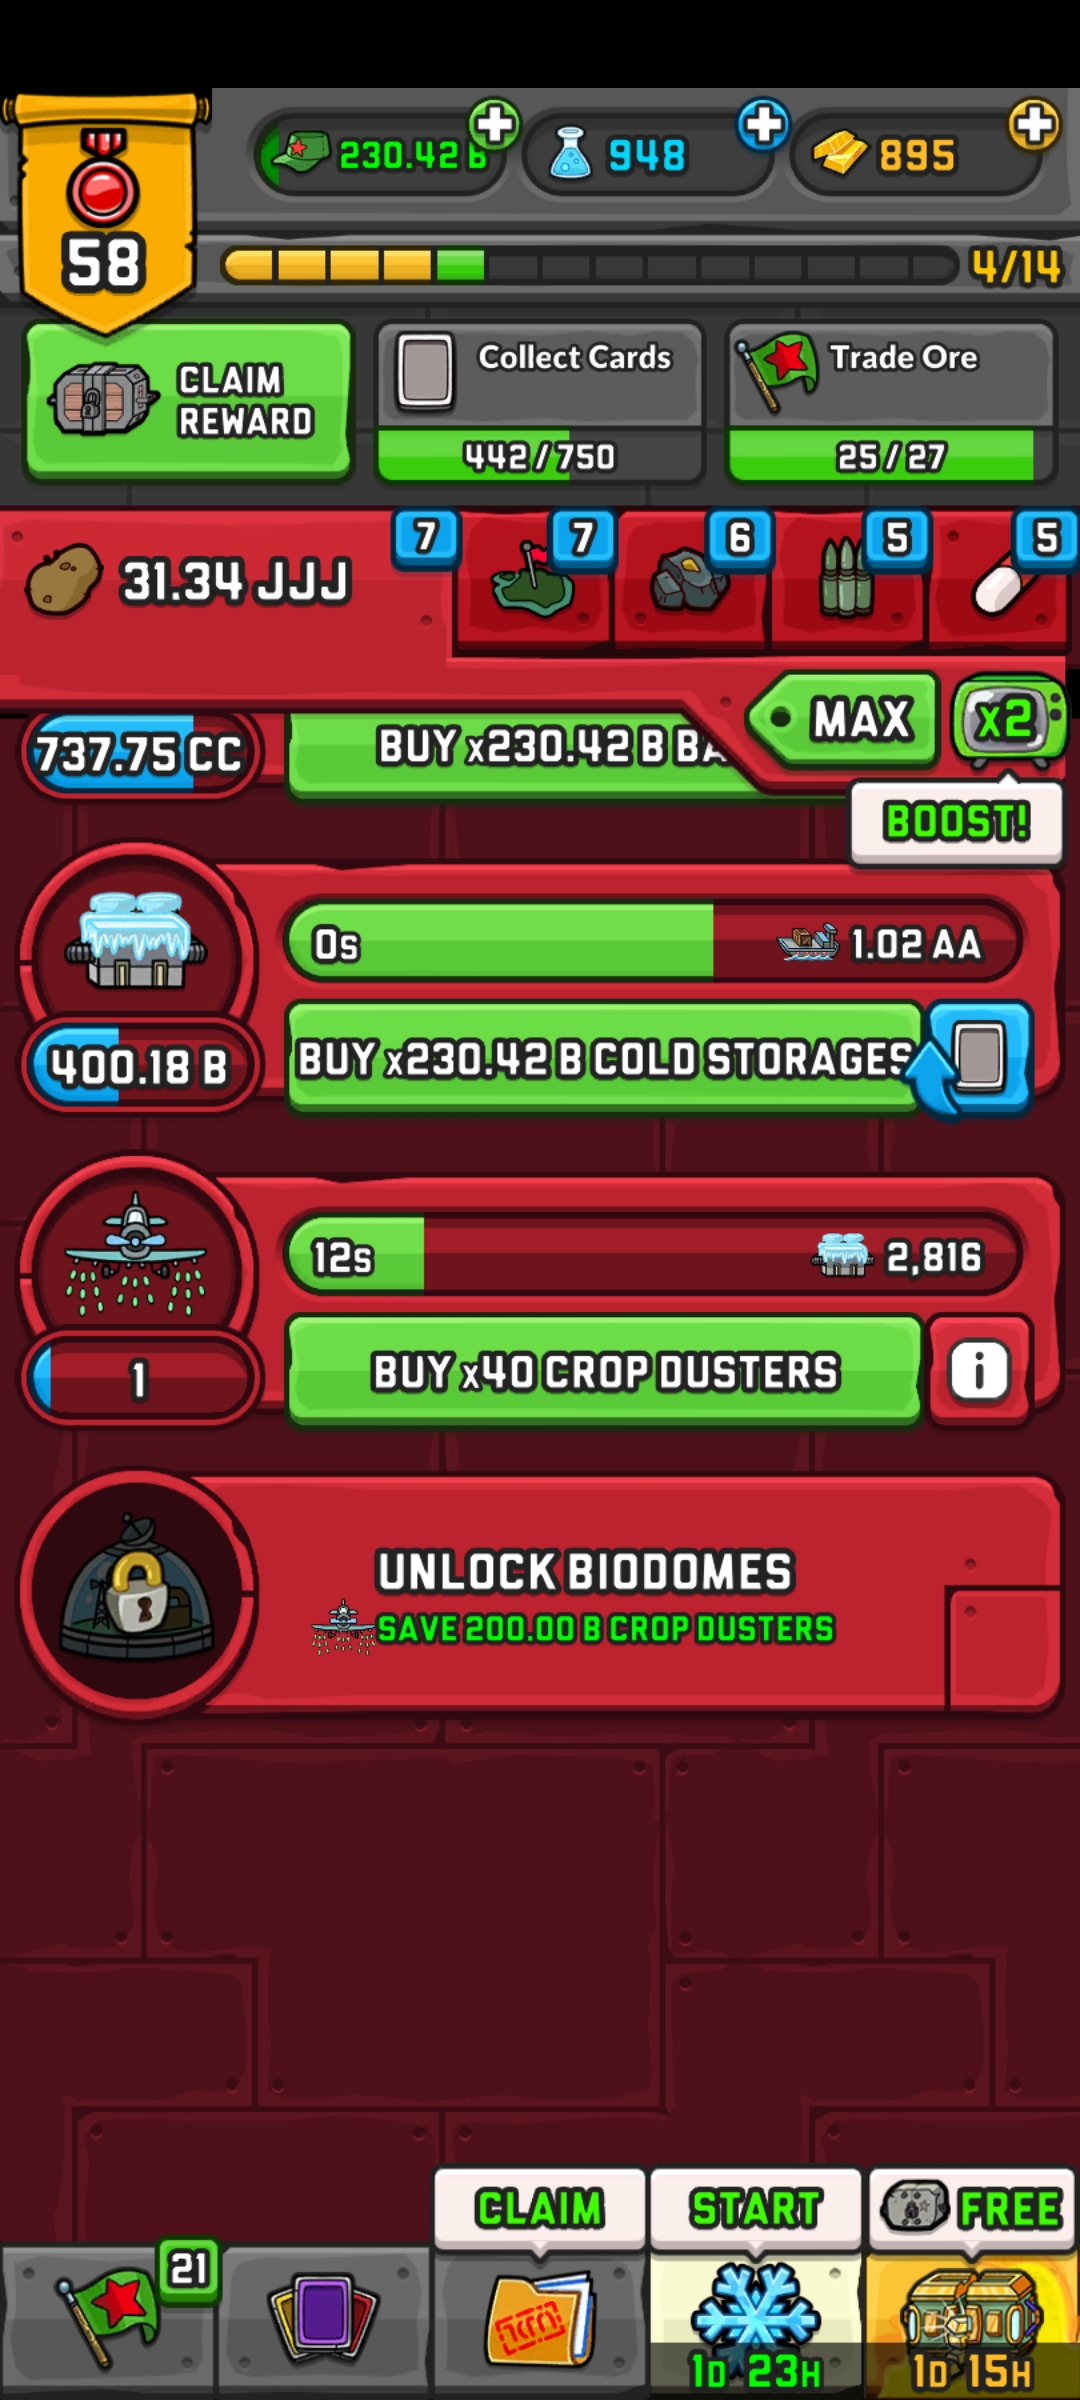 58
230.42 B
948
895
4/14
CLAIM
REWARD
Collect Cards
442/750
Trade Ore
25/27
31.34 JJJ
7
7
6
5
5
MAX
x2
BOOST!
737.75 CC
BUY x230.42 B BA
0s
1.02 AA
400.18 B
BUY x230.42 B COLD STORAGES
12s
2,816
1
BUY x40 CROP DUSTERS
i
UNLOCK BIODOMES
SAVE 200.00 B CROP DUSTERS
CLAIM
START
FREE
21
1D 23H
1D 15H